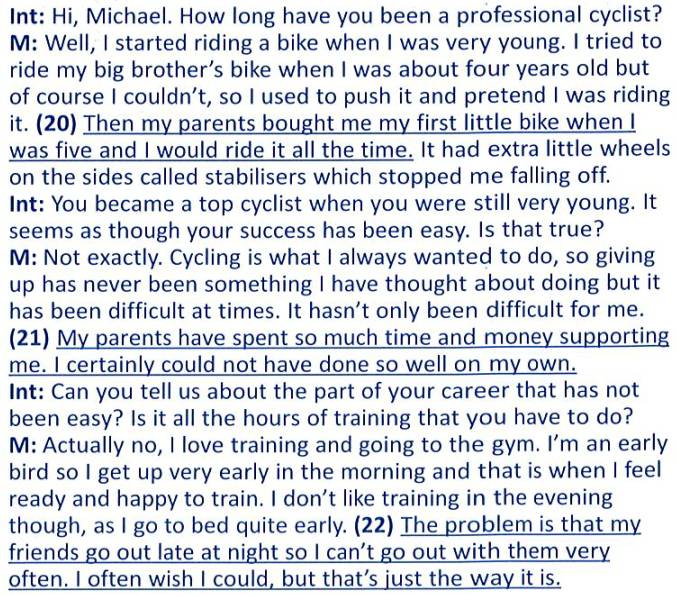 Int: Hi, Michael. How long have you been a professional cyclist?
M: Well, I started riding a bike when I was very young. I tried to
ride my big brother's bike when I was about four years old but
of course I couldn't, so I used to push it and pretend I was riding
it. (20) Then my parents bought me my first little bike when I
was five and I would ride it all the time. It had extra little wheels
on the sides called stabilisers which stopped me falling off.
Int: You became a top cyclist when you were still very young. It
seems as though your success has been easy. Is that true?
M: Not exactly. Cycling is what I always wanted to do, so giving
up has never been something I have thought about doing but it
has been difficult at times. It hasn't only been difficult for me.
(21) My parents have spent so much time and money supporting
me. I certainly could not have done so well on my own.
Int: Can you tell us about the part of your career that has not
been easy? Is it all the hours of training that you have to do?
M: Actually no, I love training and going to the gym. I'm an early
bird so I get up very early in the morning and that is when I feel
ready and happy to train. I don't like training in the evening
though, as I go to bed quite early. (22) The problem is that my
friends go out late at night so I can't go out with them very
often. I often wish I could, but that's just the way it is.